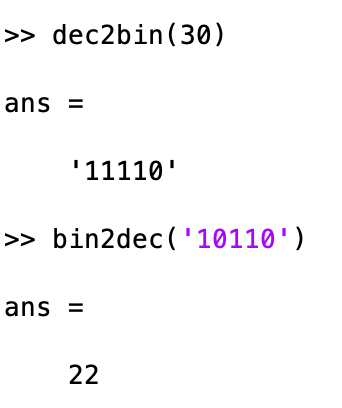 >> dec2bin(30)
ans =
'11110'
>> bin2dec('10110')
ans =
22